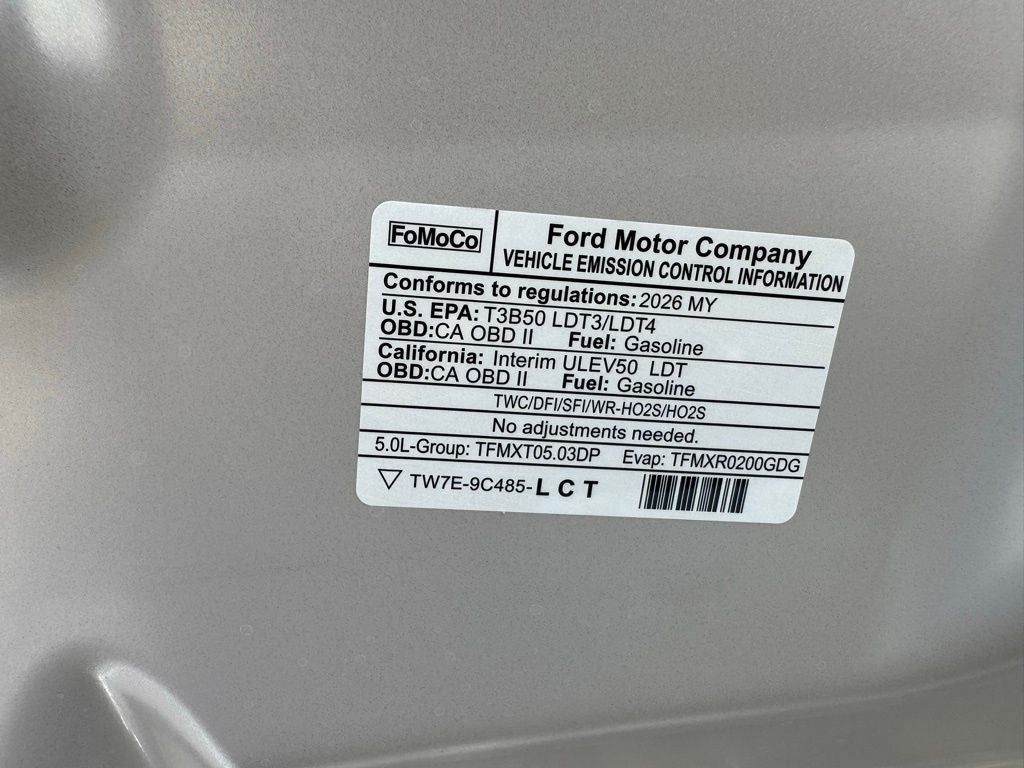 FoMoCo
Ford Motor Company
VEHICLE EMISSION CONTROL INFORMATION
Conforms to regulations: 2026 MY
U.S. EPA: T3B50 LDT3/LDT4
OBD:CA OBD II Fuel: Gasoline
California: Interim ULEV50 LDT
OBD:CA OBD II Fuel: Gasoline
TWC/DFI/SFI/WR-HO2S/HO2S
No adjustments needed.
5.0L-Group: TFMXT05.03DP Evap: TFMXR0200GDG
TW7E-9C485-LCT